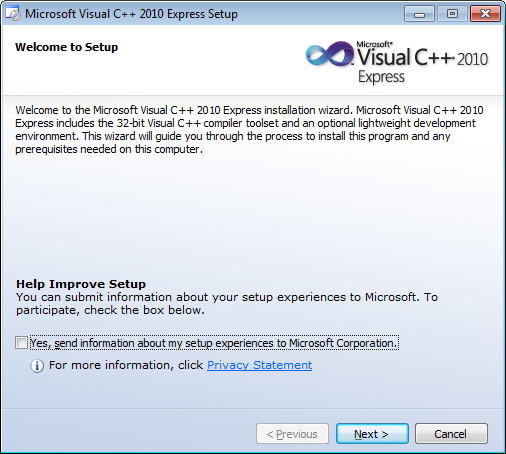 Microsoft Visual C++ 2010 Express Setup
Welcome to Setup
Microsoft®
Visual C++ 2010
Express
Welcome to the Microsoft Visual C++ 2010 Express installation wizard. Microsoft Visual C++ 2010
Express includes the 32-bit Visual C++ compiler toolset and an optional lightweight development
environment. This wizard will guide you through the process to install this program and any
prerequisites needed on this computer.
Help Improve Setup
You can submit information about your setup experiences to Microsoft. To
participate, check the box below.
Yes, send information about my setup experiences to Microsoft Corporation.
For more information, click Privacy Statement
< Previous
Next >
Cancel